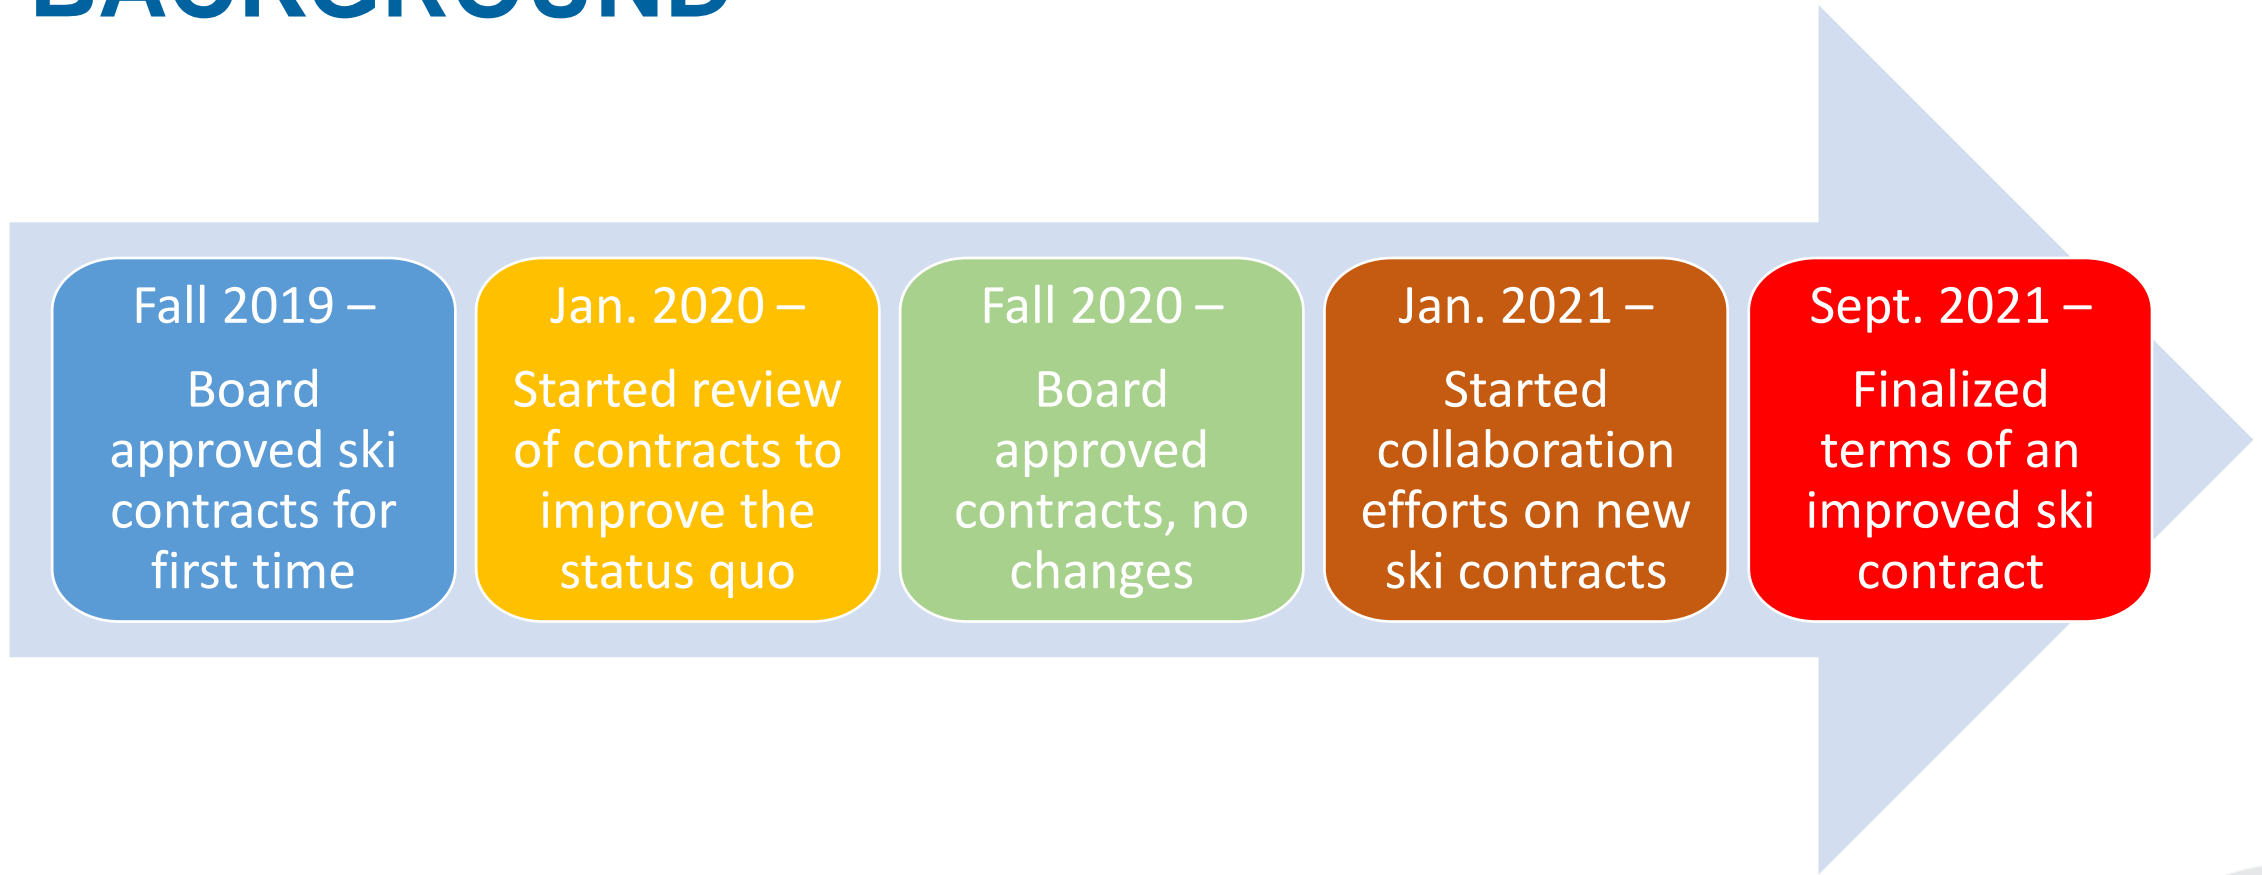 BACKGROUND
Fall 2019 –
Board
approved ski
contracts for
first time
Jan. 2020 –
Started review
of contracts to
improve the
status quo
Fall 2020 –
Board
approved
contracts, no
changes
Jan. 2021 –
Started
collaboration
efforts on new
ski contracts
Sept. 2021 –
Finalized
terms of an
improved ski
contract